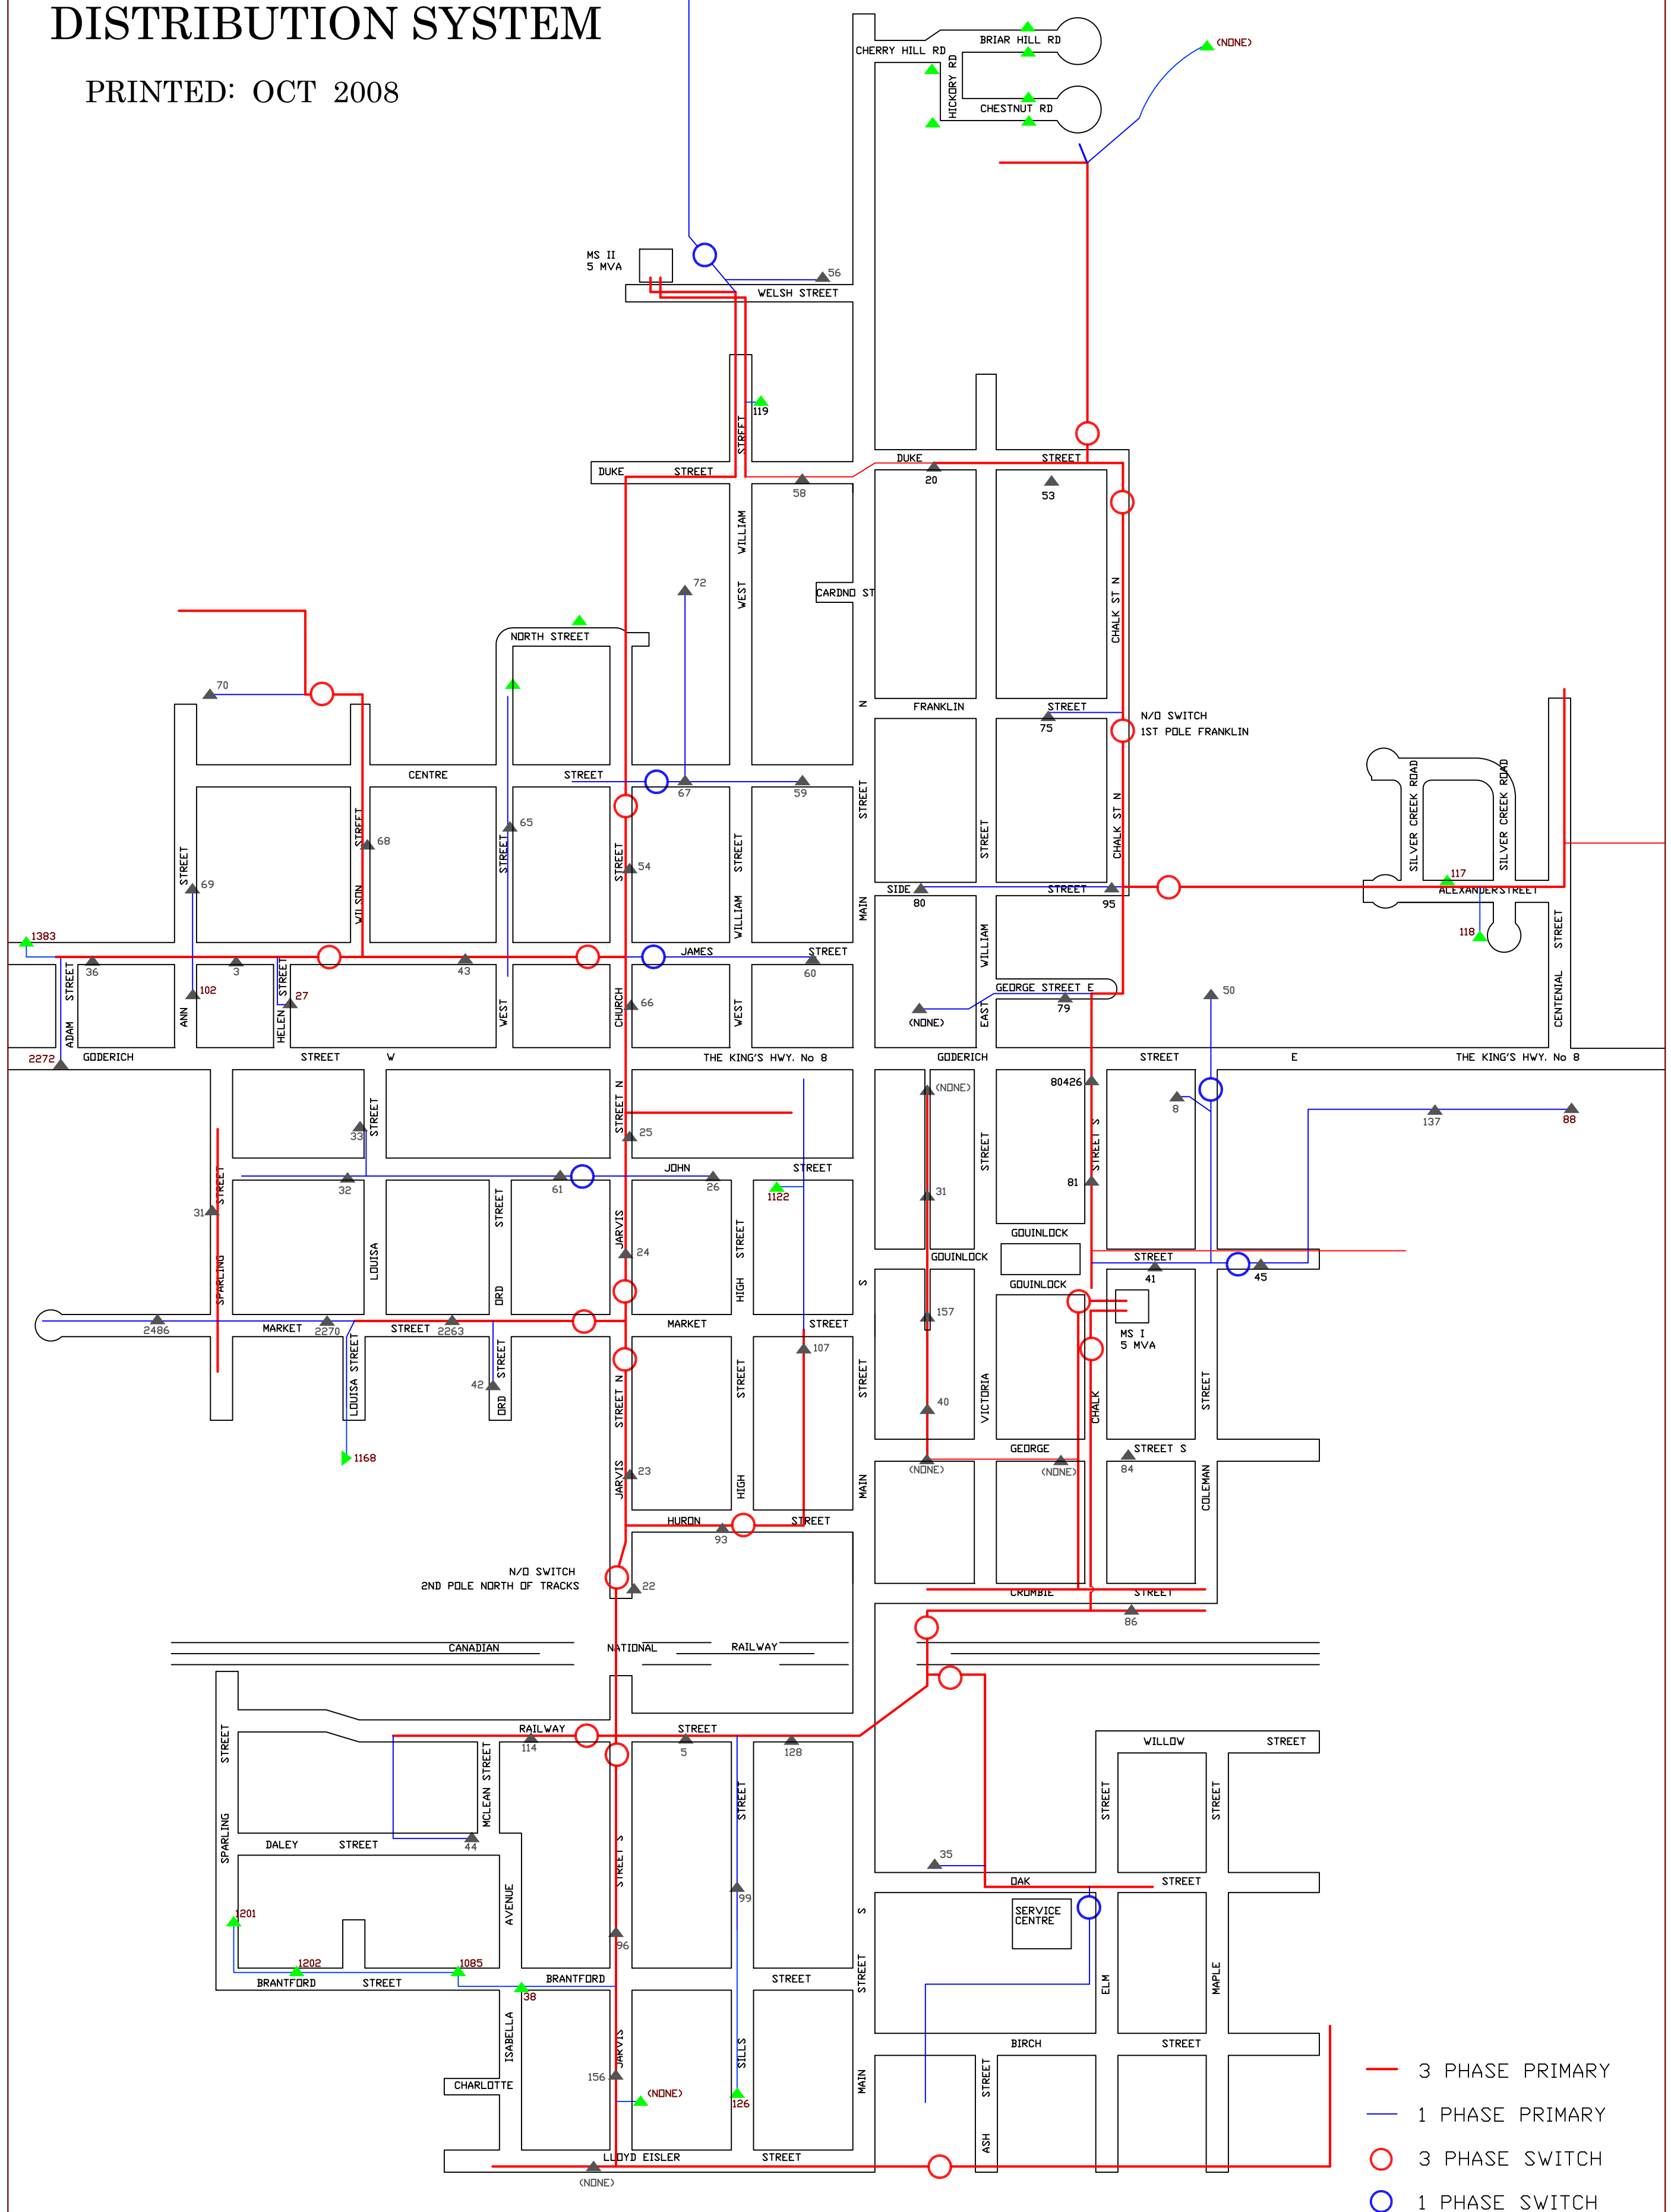 DISTRIBUTION SYSTEM
PRINTED: OCT 2008
CHERRY HILL RD
BRIAR HILL RD
HICKORY RD
CHESTNUT RD
(NONE)
MS II
5 MVA
56
WELSH STREET
119
STREET
DUKE STREET
58
DUKE STREET
20
53
WILLIAM
WEST
72
CARDNO ST
CHALK ST N
NORTH STREET
70
N
FRANKLIN STREET
75
N/O SWITCH
1ST POLE FRANKLIN
CENTRE STREET
67
59
STREET
68
65
STREET
STREET
54
STREET
WILLIAM
STREET
MAIN
STREET
CHALK ST N
SILVER CREEK ROAD
SILVER CREEK ROAD
STREET
69
WILSON
SIDE STREET
80
95
117
ALEXANDERSTREET
118
1383
36
3
43
JAMES STREET
60
WILLIAM
STREET
CENTENIAL
ADAM STREET
ANN
102
HELEN STREET
27
WEST
CHURCH
66
WEST
GEORGE STREET E
79
(NONE)
EAST
50
2272
GODERICH STREET W
THE KING'S HWY. No 8
GODERICH STREET E
THE KING'S HWY. No 8
(NONE)
80426
8
137
88
33
STREET
STREET N
25
JOHN STREET
32
61
26
1122
STREET
STREET S
31
81
31
STREET
SPARLING
LOUISA
STREET
ORD
JARVIS
24
STREET
HIGH
S
GOUINLOCK
GOUINLOCK STREET
GOUINLOCK
41
45
2486
MARKET STREET
2270
2263
MARKET STREET
107
157
MS I
5 MVA
LOUISA STREET
STREET
ORD
42
1168
STREET N
JARVIS
23
STREET
HIGH
STREET
MAIN
40
VICTORIA
CHALK
STREET
COLEMAN
GEORGE STREET S
(NONE)
(NONE)
84
HURON STREET
93
N/O SWITCH
2ND POLE NORTH OF TRACKS
22
CROMBIE STREET
86
CANADIAN NATIONAL RAILWAY
RAILWAY STREET
114
5
128
STREET
SPARLING
MCLEAN STREET
DALEY STREET
44
STREET S
STREET
WILLOW STREET
STREET
STREET
35
OAK STREET
SERVICE
CENTRE
99
96
AVENUE
1201
1202
1085
BRANTFORD STREET
BRANTFORD STREET
38
S
STREET
ELM
MAPLE
ISABELLA
JARVIS
SILLS
MAIN
BIRCH STREET
CHARLOTTE
156
(NONE)
126
STREET
ASH
LLOYD EISLER STREET
(NONE)
3 PHASE PRIMARY
1 PHASE PRIMARY
3 PHASE SWITCH
1 PHASE SWITCH